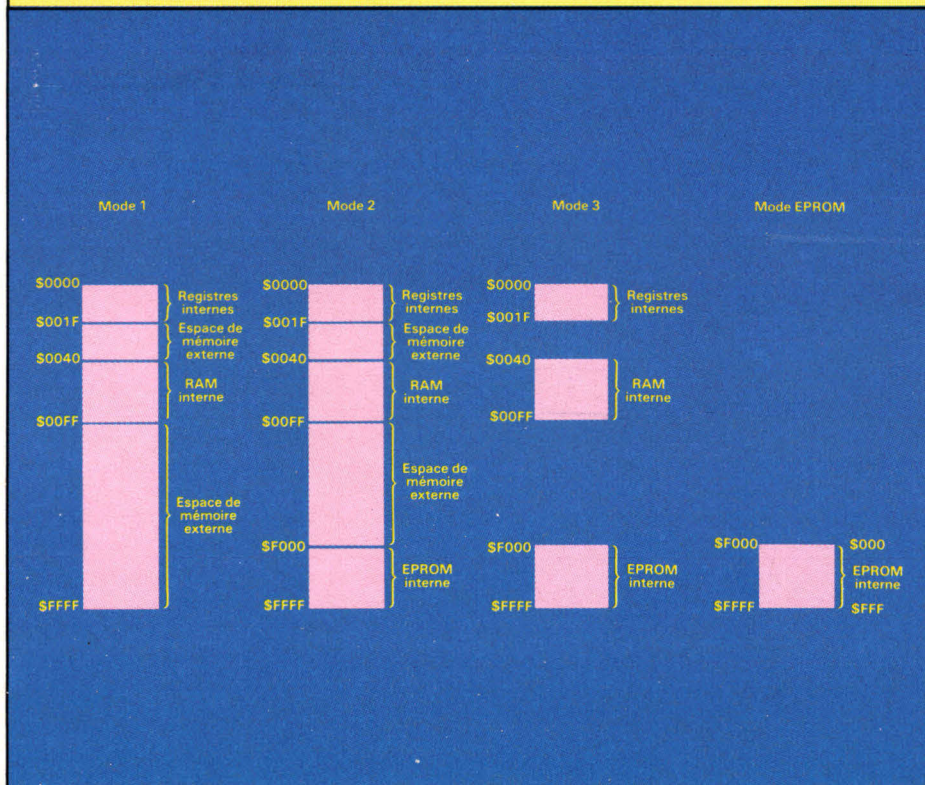 Mode 1
$0000
Registres
internes
$001F
Espace de
mémoire
externe
$0040
RAM
interne
$00FF
Espace de
mémoire
externe
$FFFF
Mode 2
$0000
Registres
internes
$001F
Espace de
mémoire
externe
$0040
RAM
interne
$00FF
Espace de
mémoire
externe
$F000
EPROM
interne
$FFFF
Mode 3
$0000
Registres
internes
$001F
$0040
RAM
interne
$00FF
$F000
EPROM
interne
$FFFF
Mode EPROM
$F000
$000
EPROM
interne
$FFFF
$FFF